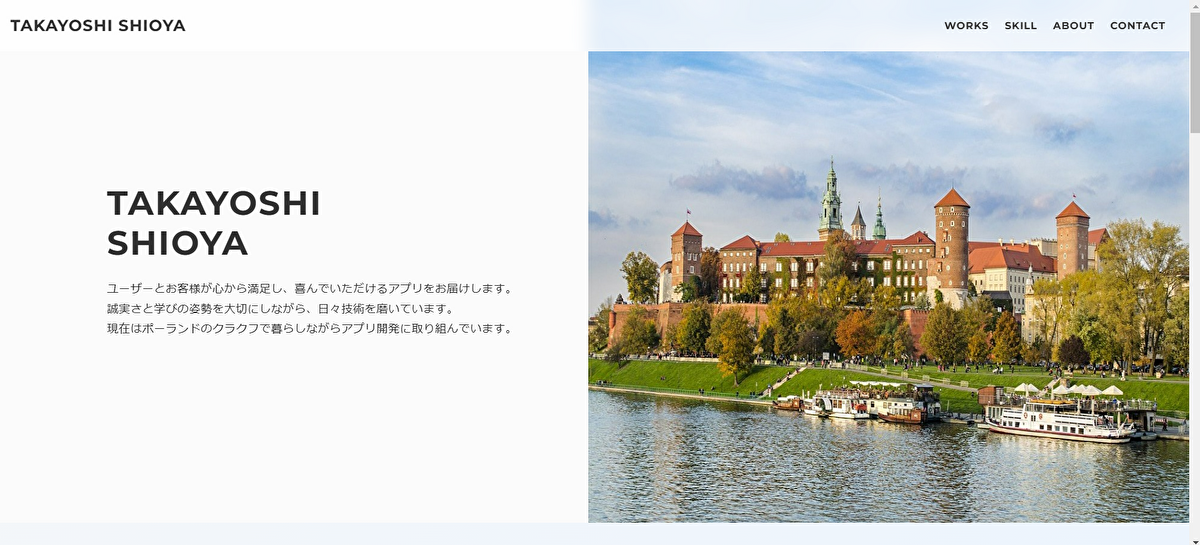 TAKAYOSHI SHIOYA
WORKS SKILL ABOUT CONTACT
TAKAYOSHI
SHIOYA
ユーザーとお客様が心から満足し、喜んでいただけるアプリをお届けします。
誠実さと学びの姿勢を大切にしながら、日々技術を磨いています。
現在はポーランドのクラクフで暮らしながらアプリ開発に取り組んでいます。